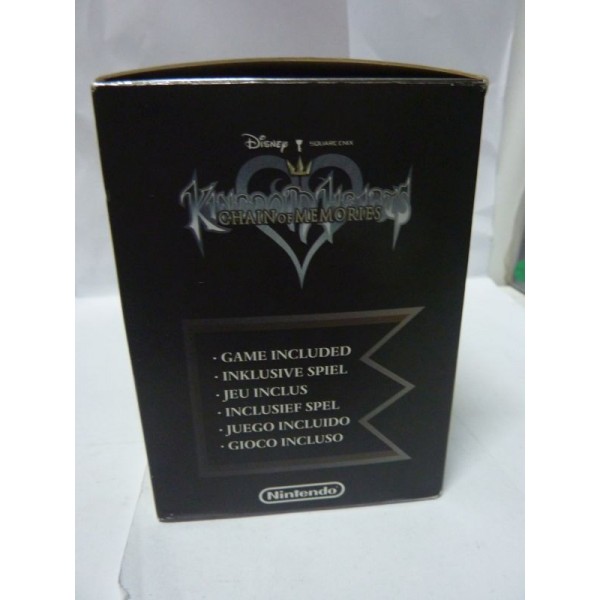 Disney SQUARE ENIX
KINGDOM HEARTS
CHAIN OF MEMORIES
· GAME INCLUDED
· INKLUSIVE SPIEL
· JEU INCLUS
· INCLUSIEF SPEL
· JUEGO INCLUIDO
· GIOCO INCLUSO
Nintendo